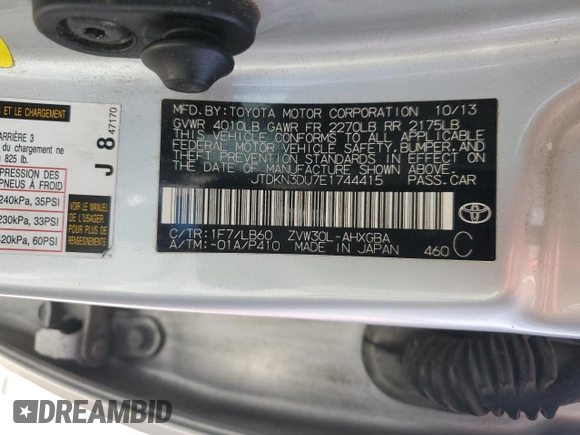 MFD. BY: TOYOTA MOTOR CORPORATION 10/13
GVWR 4010LB GAWR FR 2270LB RR 2175LB
THIS VEHICLE CONFORMS TO ALL APPLICABLE
FEDERAL MOTOR VEHICLE SAFETY, BUMPER, AND
THEFT PREVENTION STANDARDS IN EFFECT ON
THE DATE OF MANUFACTURE SHOWN ABOVE.
JTDKN3DU7E1744415 PASS.CAR
C/TR: 1F7/LB60 ZVW30L-AHXGBA
A/TM: -01A/P410 MADE IN JAPAN 460 C
TOYOTA
ET LE CHARGEMENT
ARRIÈRE 3
du chargement ne
825 lb.
PRESSION DES
PNEUS À FROID
240kPa, 35PSI
230kPa, 33PSI
420kPa, 60PSI
VOIR LE MANUEL
DE L'USAGER
POUR PLUS DE
RENSEIGNEMENTS
J 8
47170
DREAMBID